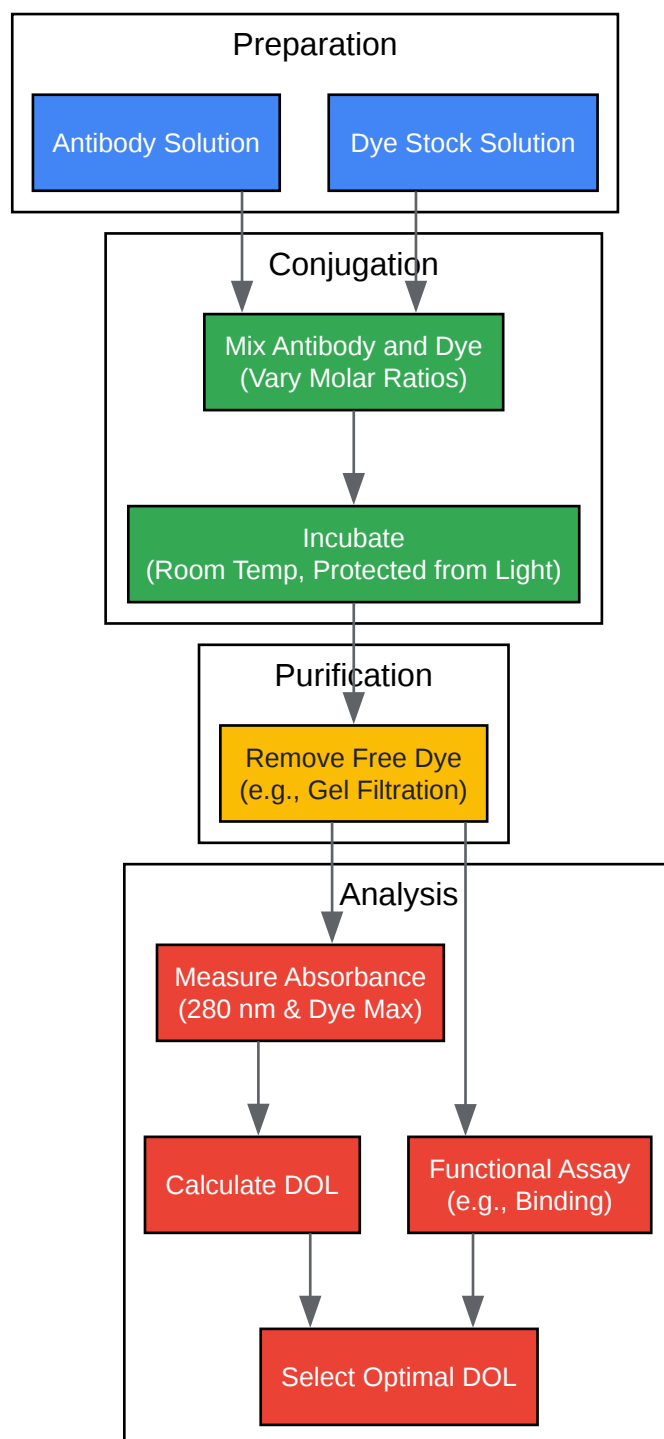 Preparation
Antibody Solution
Dye Stock Solution
Conjugation
Mix Antibody and Dye
(Vary Molar Ratios)
Incubate
(Room Temp, Protected from Light)
Purification
Remove Free Dye
(e.g., Gel Filtration)
Analysis
Measure Absorbance
(280 nm & Dye Max)
Calculate DOL
Functional Assay
(e.g., Binding)
Select Optimal DOL